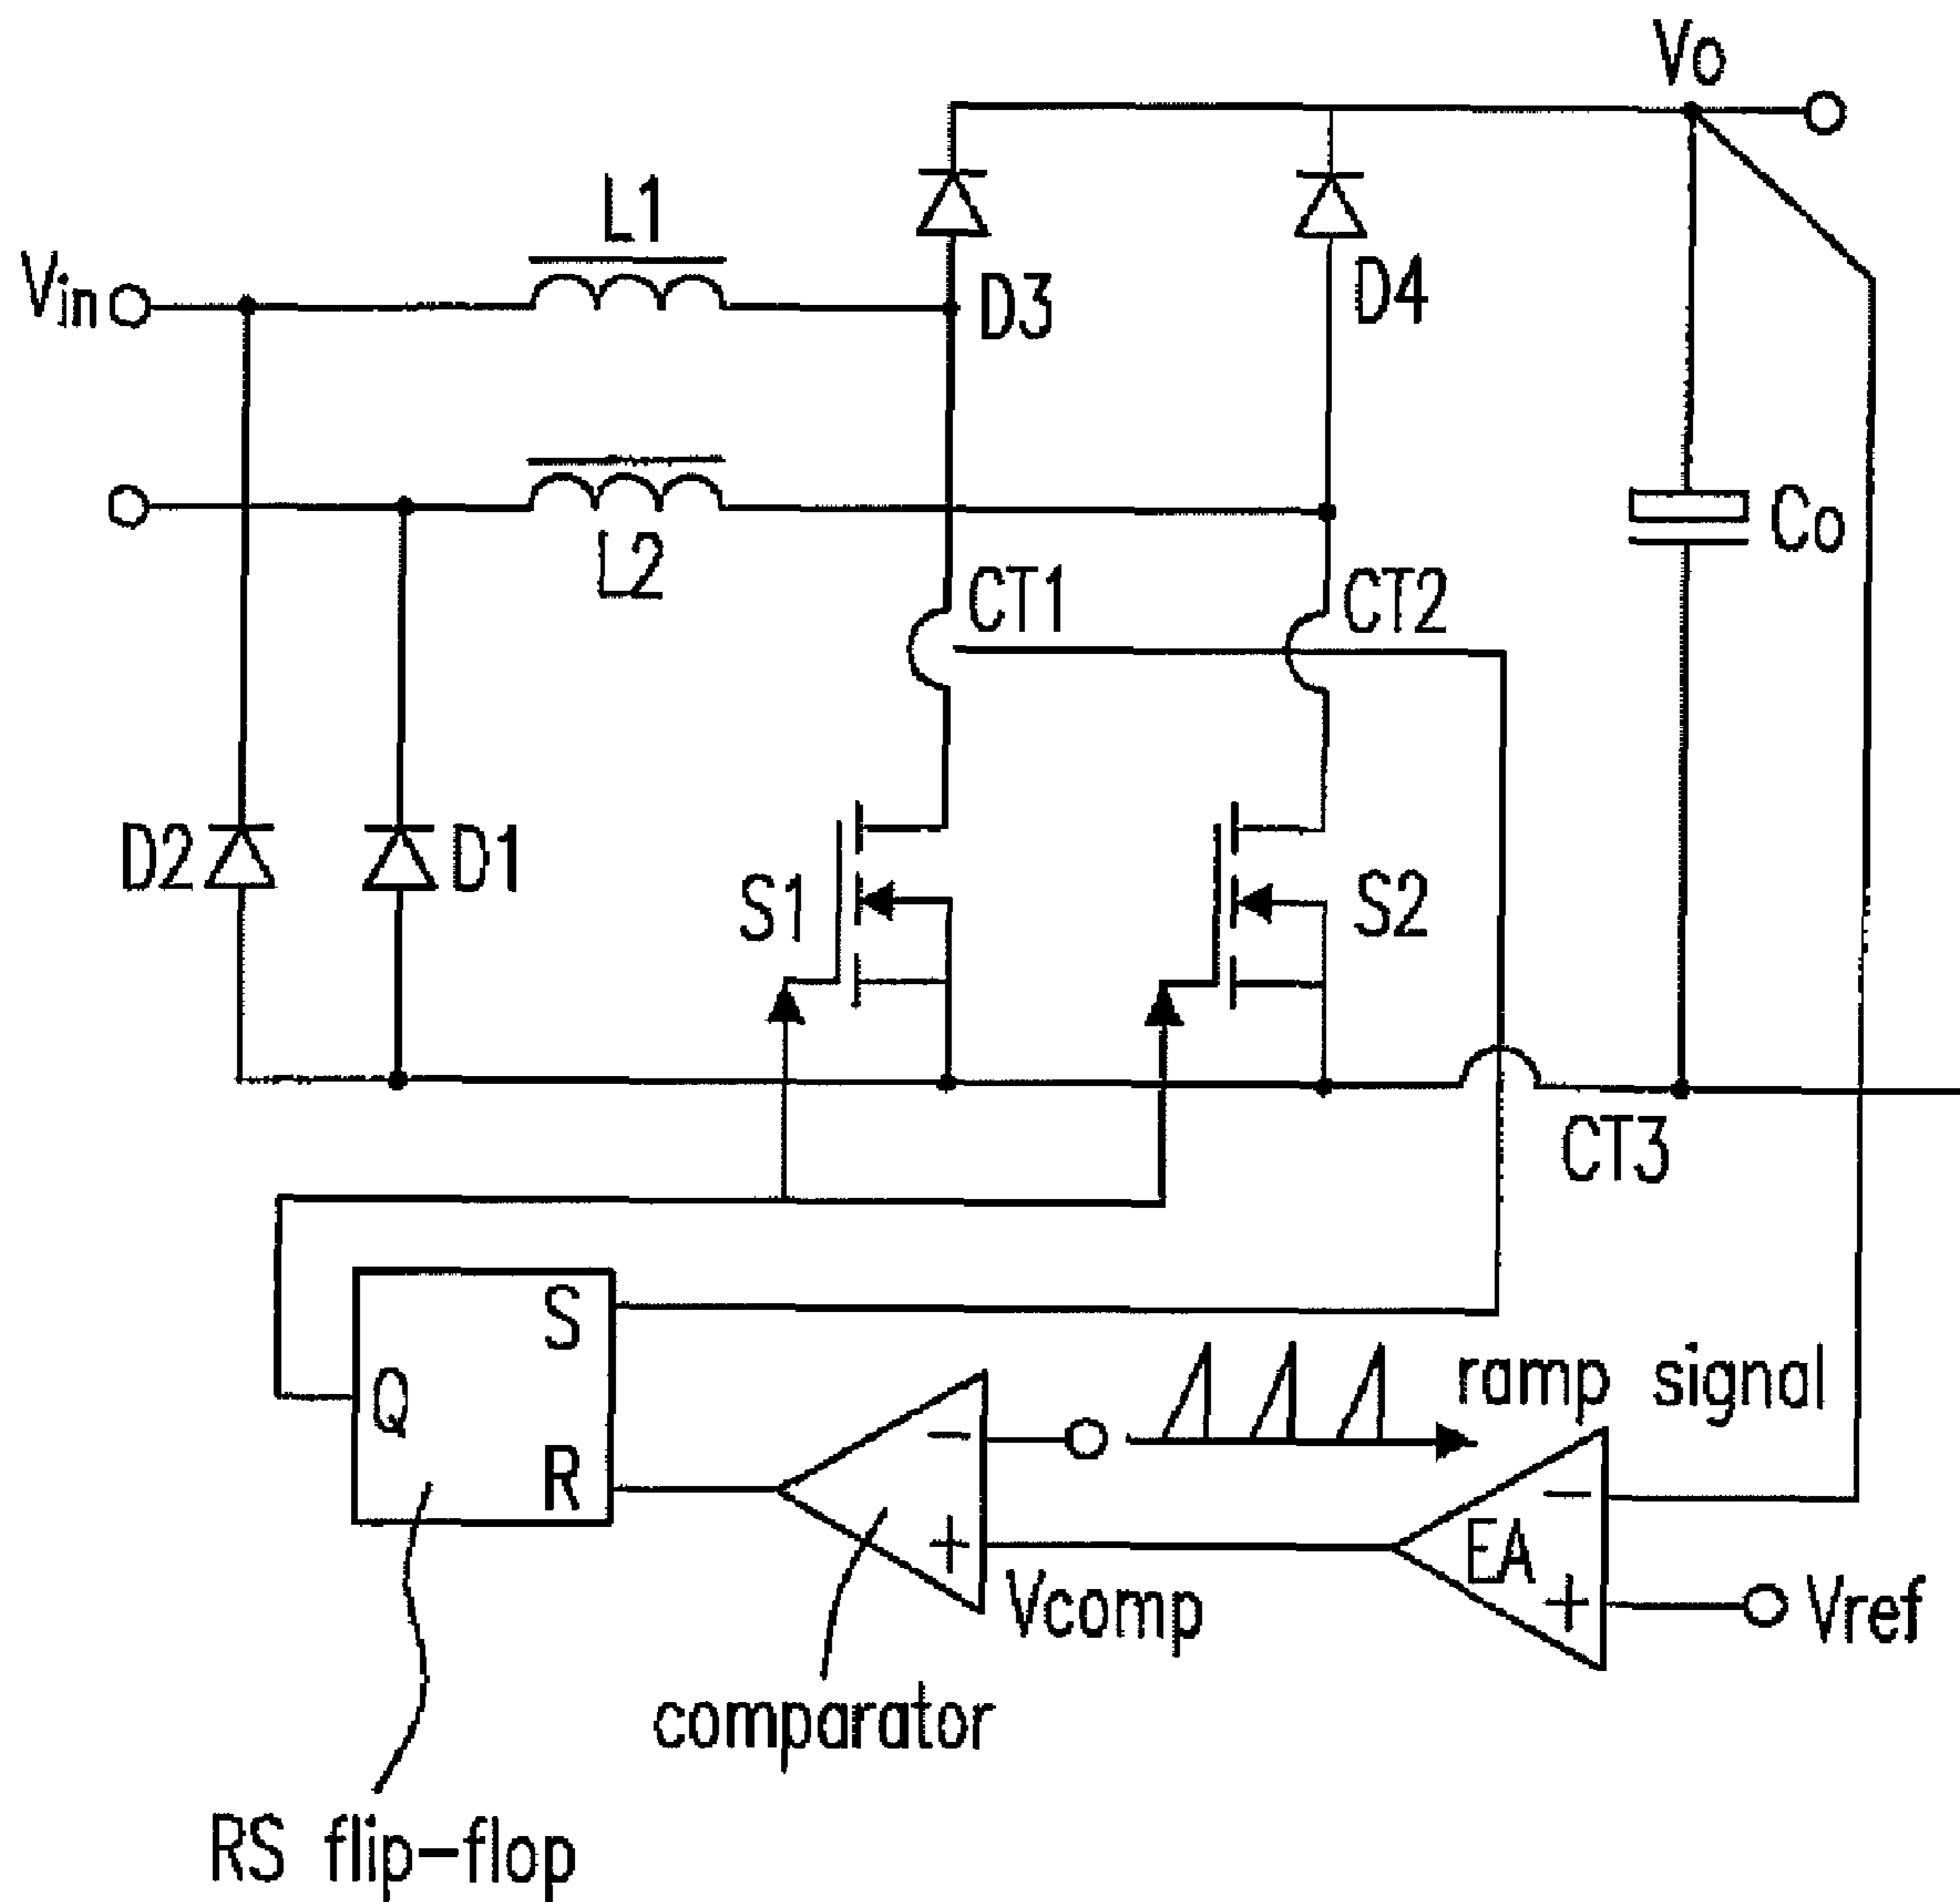 Vo
L1
Vin
D3
D4
L2
CT1
CT2
Co
D2
D1
S1
S2
CT3
S
Q
R
ramp signal
-
+
-
EA
+
Vcomp
Vref
comparator
RS flip-flop